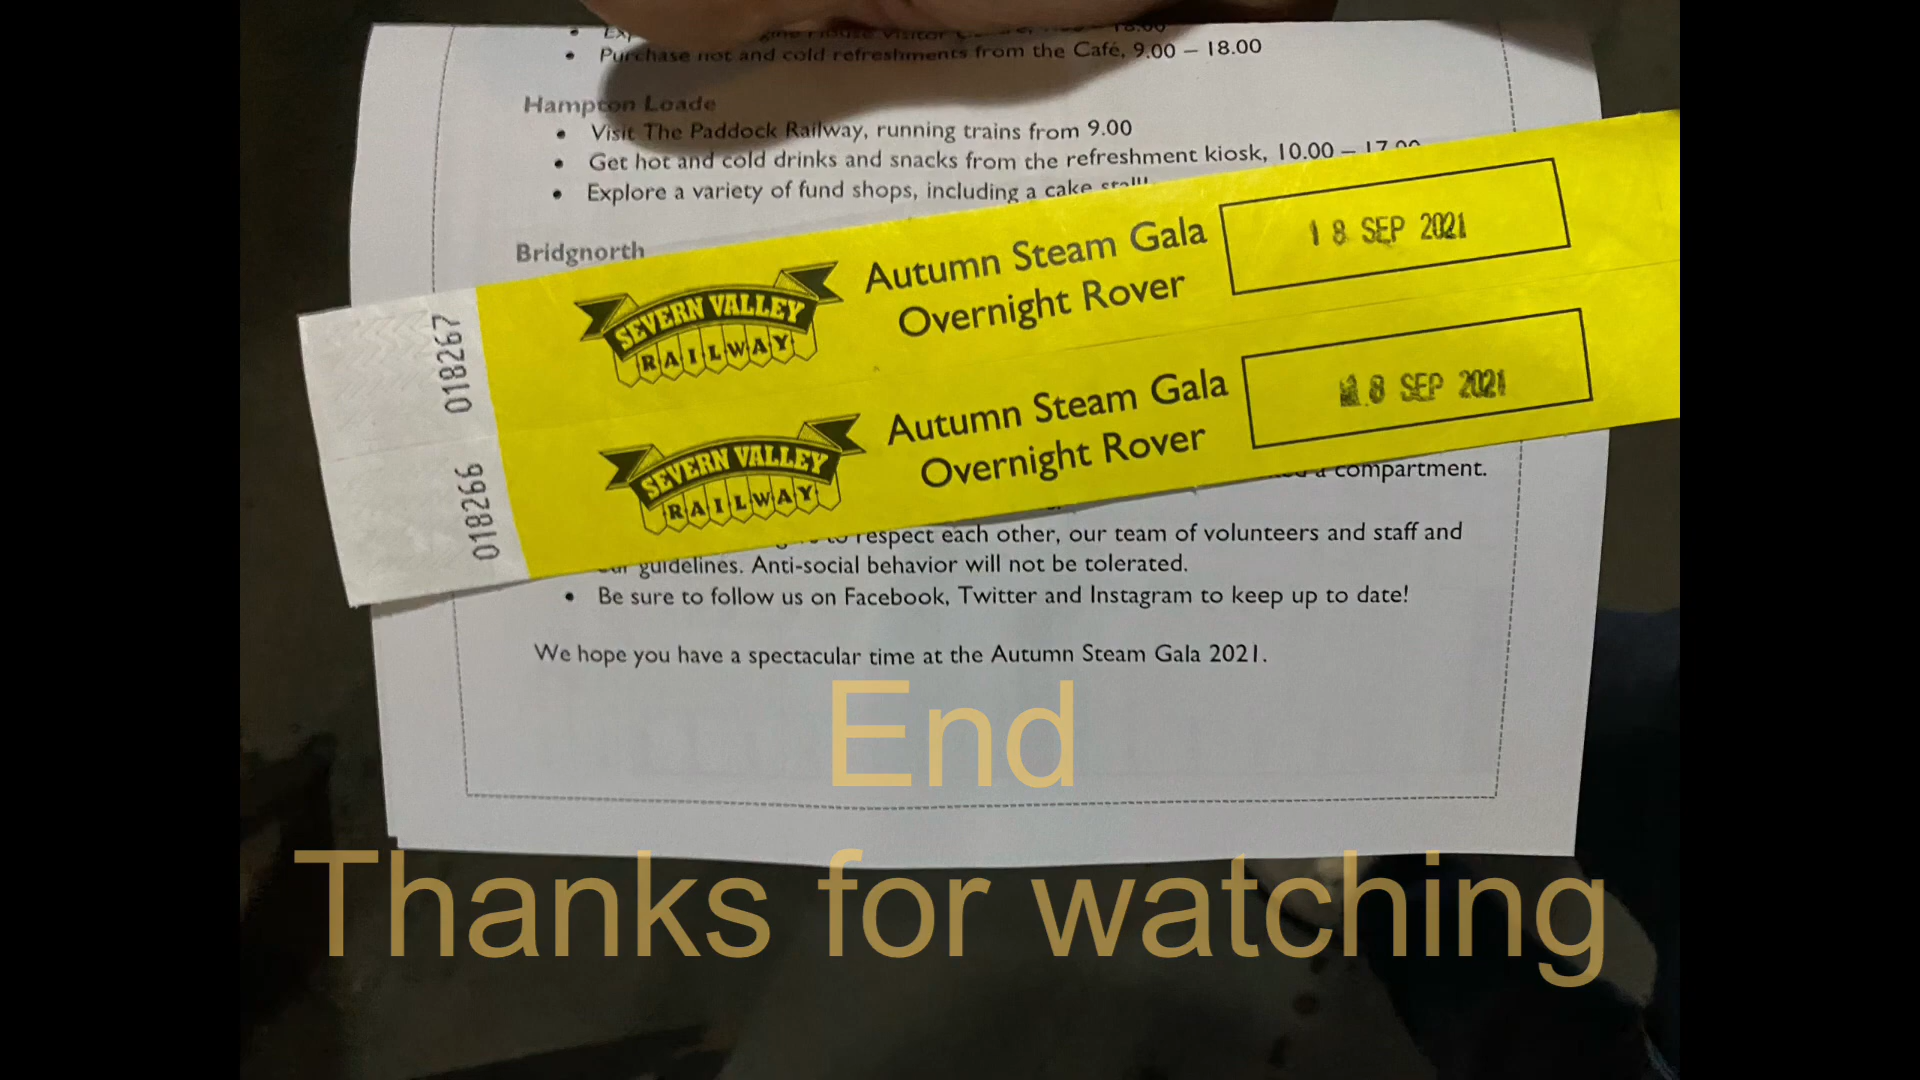 Purchase hot and cold refreshments from the Café, 9.00 – 18.00
Hampton Loade
• Visit The Paddock Railway, running trains from 9.00
• Get hot and cold drinks and snacks from the refreshment kiosk, 10.00 – 17.00
• Explore a variety of fund shops, including a cake stall!
Bridgnorth
018267
SEVERN VALLEY
RAILWAY
Autumn Steam Gala
Overnight Rover
18 SEP 2021
018266
SEVERN VALLEY
RAILWAY
Autumn Steam Gala
Overnight Rover
18 SEP 2021
a compartment.
to respect each other, our team of volunteers and staff and
our guidelines. Anti-social behavior will not be tolerated.
• Be sure to follow us on Facebook, Twitter and Instagram to keep up to date!
We hope you have a spectacular time at the Autumn Steam Gala 2021.
End
Thanks for watching